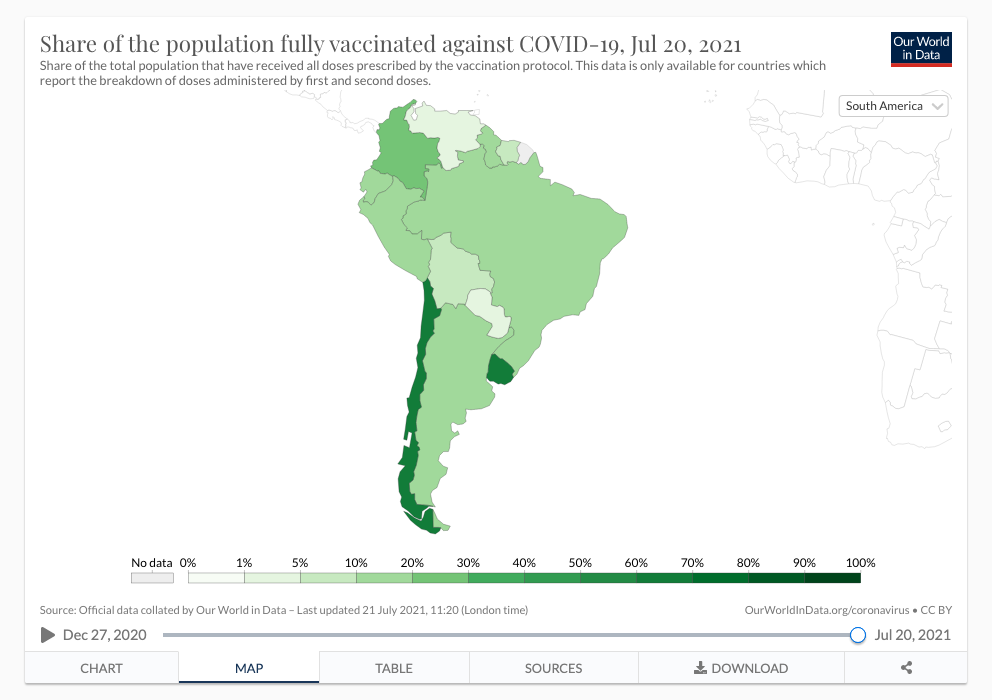 Share of the population fully vaccinated against COVID-19, Jul 20, 2021
Our World
in Data
Share of the total population that have received all doses prescribed by the vaccination protocol. This data is only available for countries which
report the breakdown of doses administered by first and second doses.
South America
No data 0% 1% 5% 10% 20% 30% 40% 50% 60% 70% 80% 90% 100%
Source: Official data collated by Our World in Data – Last updated 21 July 2021, 11:20 (London time)
OurWorldInData.org/coronavirus • CC BY
Dec 27, 2020
Jul 20, 2021
CHART MAP TABLE SOURCES DOWNLOAD